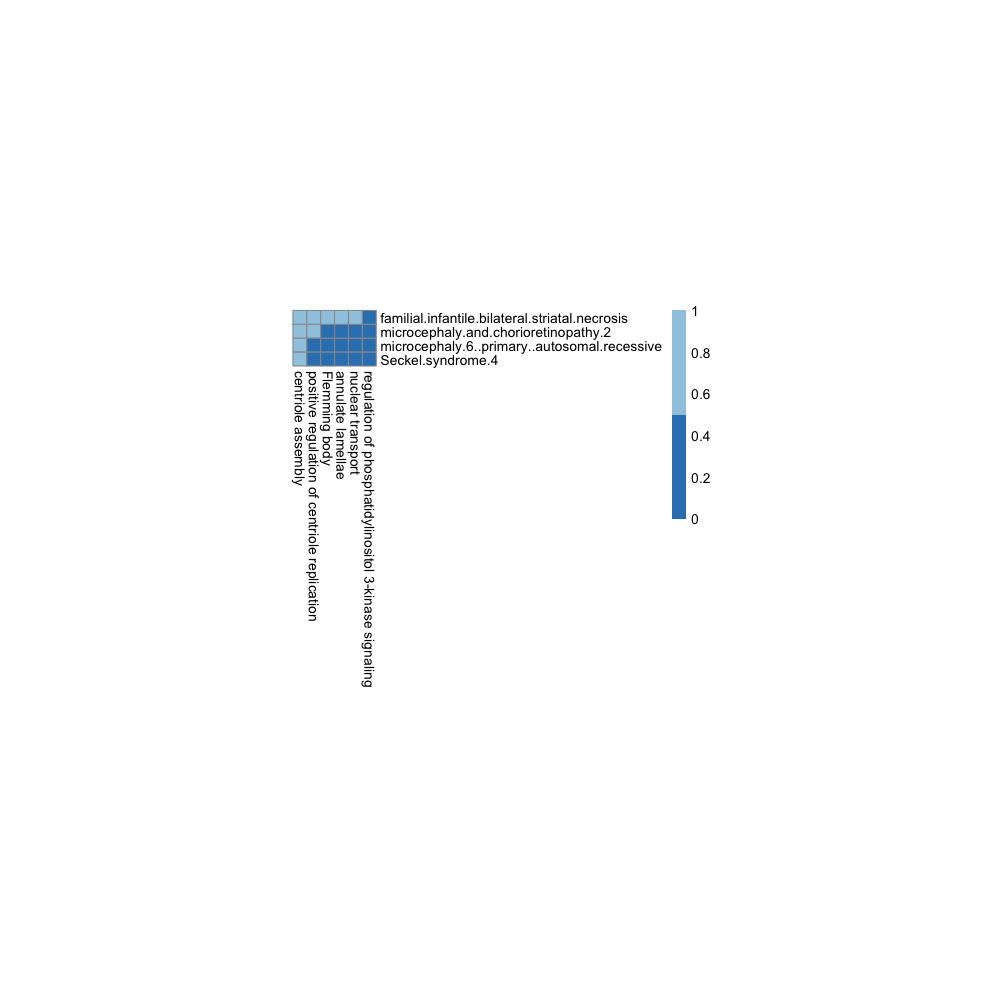 familial.infantile.bilateral.striatal.necrosis
microcephaly.and.chorioretinopathy.2
microcephaly.6..primary..autosomal.recessive
Seckel.syndrome.4
centriole assembly
positive regulation of centriole replication
Flemming body
annulate lamellae
nuclear transport
regulation of phosphatidylinositol 3-kinase signaling
1
0.8
0.6
0.4
0.2
0